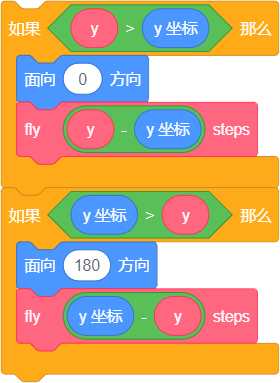 如果 y > y 坐标 那么
面向 0 方向
fly y - y 坐标 steps
如果 y 坐标 > y 那么
面向 180 方向
fly y 坐标 - y steps